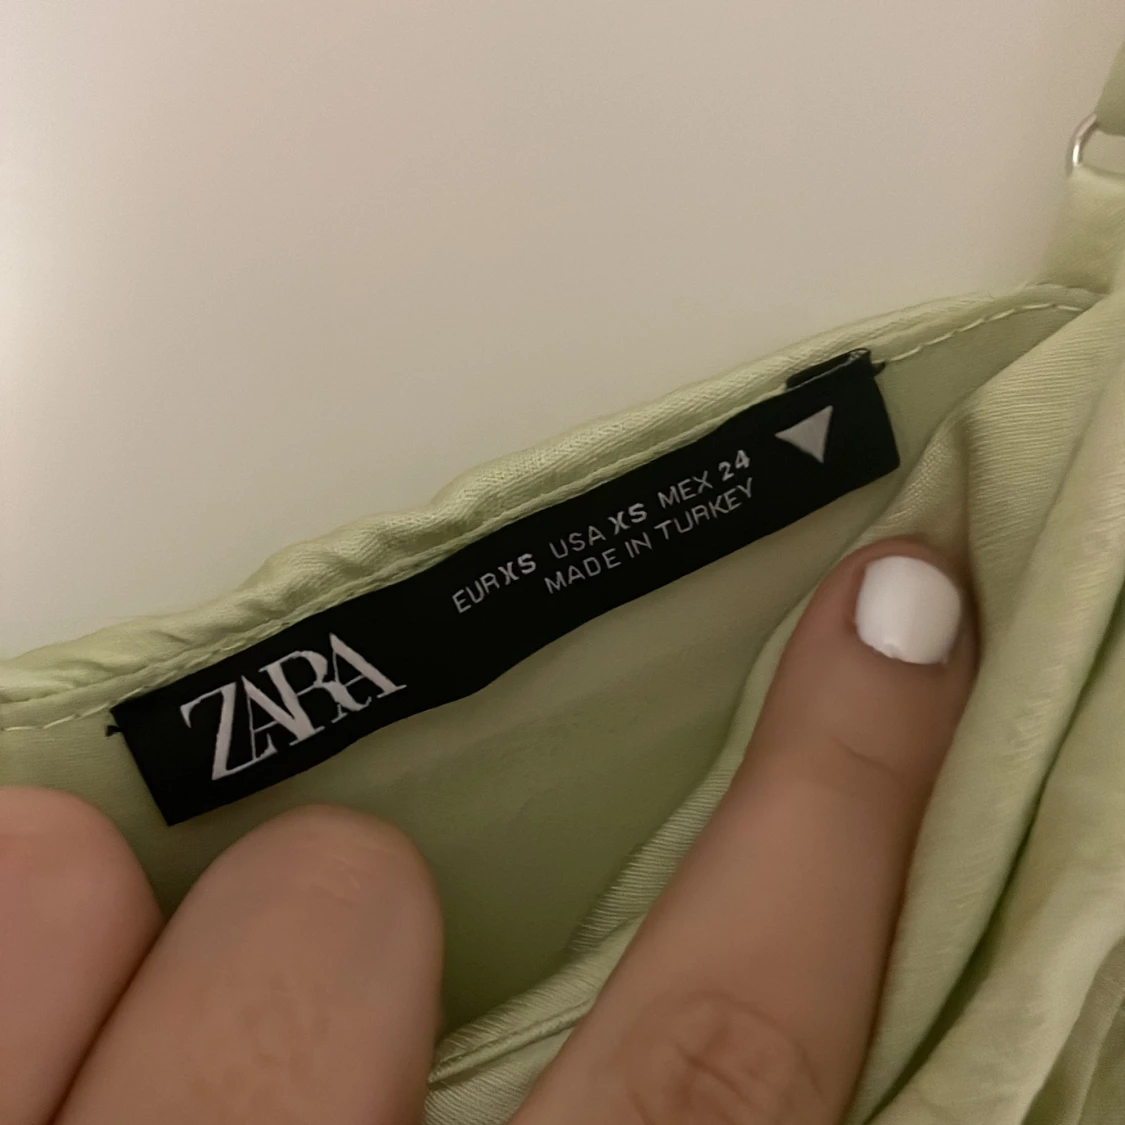 ZARA
EUR XS USA XS MEX 24
MADE IN TURKEY